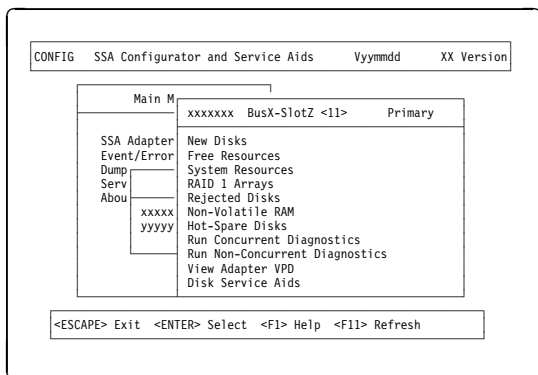 CONFIG SSA Configurator and Service Aids Vyymmdd XX Version
Main M
xxxxxxx BusX-SlotZ <11> Primary
SSA Adapter
Event/Error
Dump
Serv
Abou
xxxxx
yyyyy
New Disks
Free Resources
System Resources
RAID 1 Arrays
Rejected Disks
Non-Volatile RAM
Hot-Spare Disks
Run Concurrent Diagnostics
Run Non-Concurrent Diagnostics
View Adapter VPD
Disk Service Aids
<ESCAPE> Exit <ENTER> Select <F1> Help <F11> Refresh